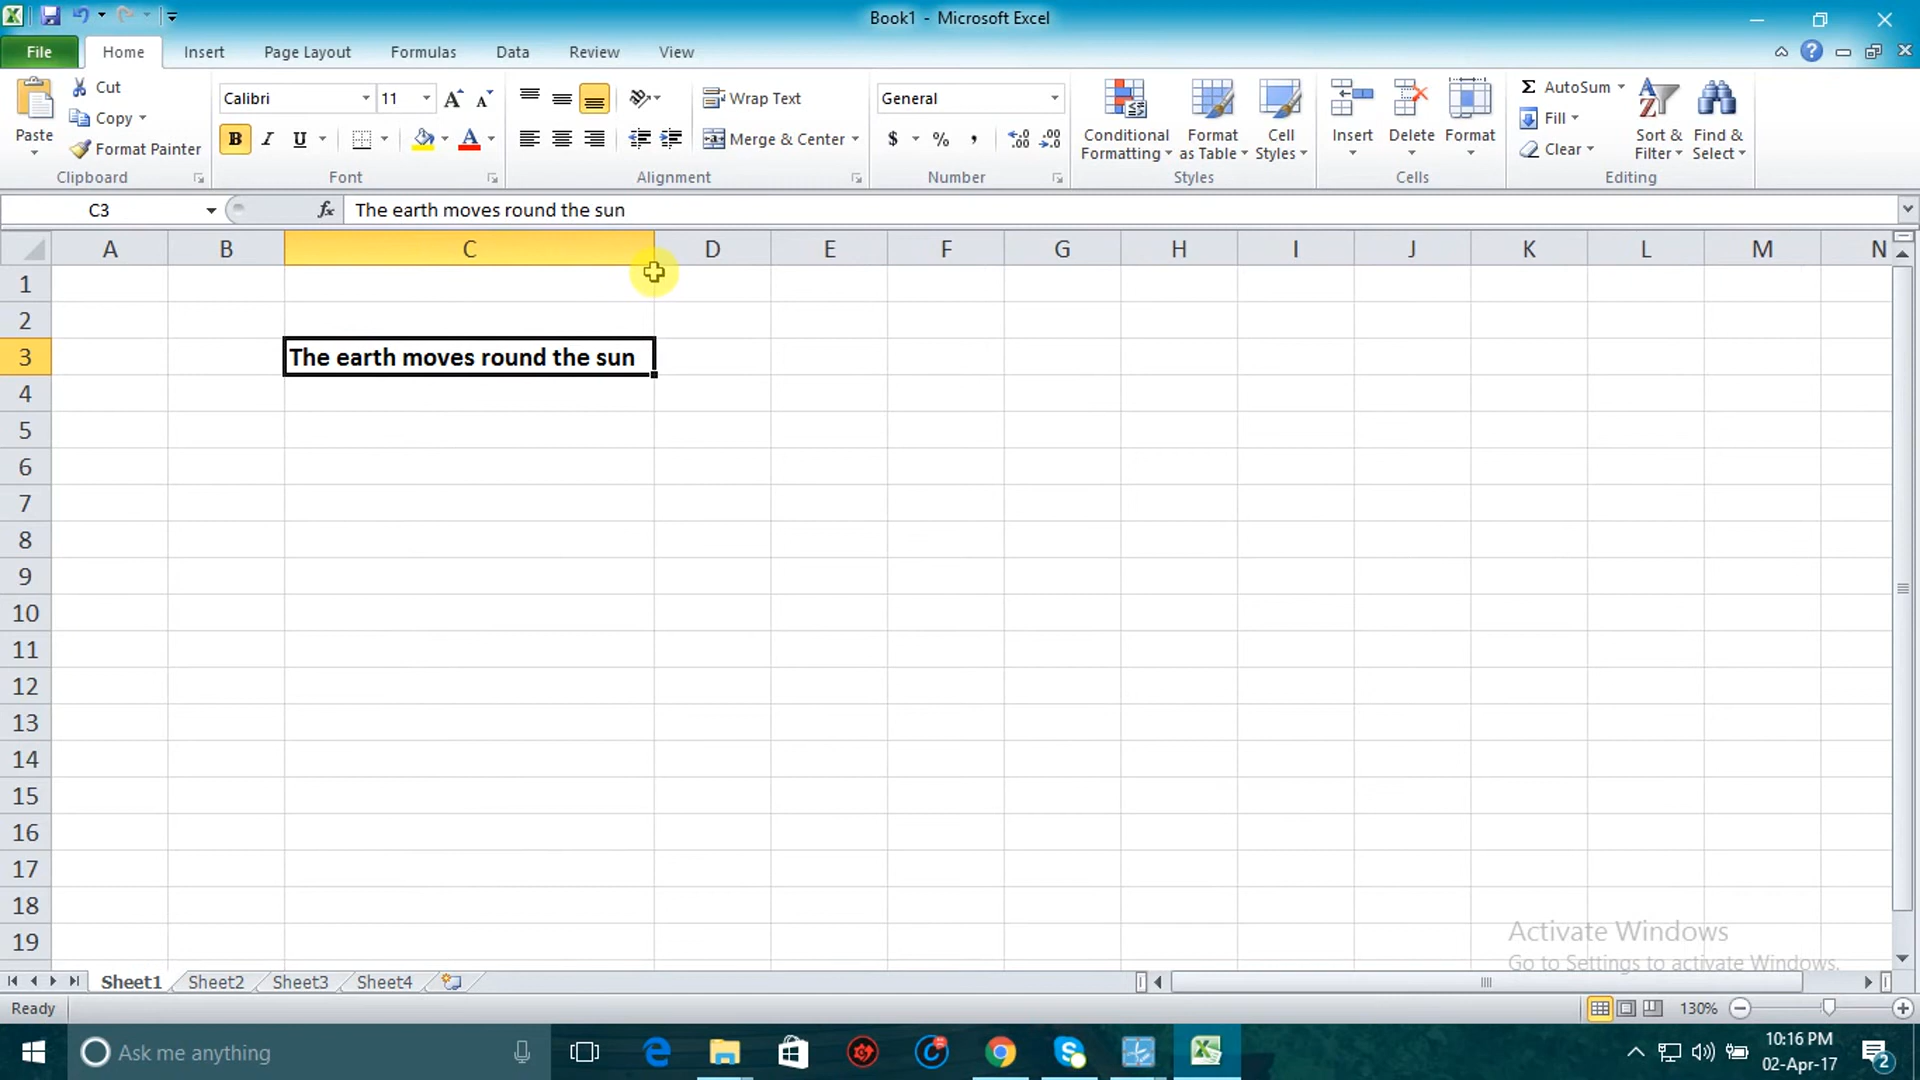 Book1 - Microsoft Excel
File Home Insert Page Layout Formulas Data Review View
Paste
Cut
Copy
Format Painter
Clipboard
Calibri 11
B I U
Font
Wrap Text
Merge & Center
Alignment
General
$ % ,
Number
Conditional Formatting
Format as Table
Cell Styles
Styles
Insert Delete Format
Cells
Σ AutoSum
Fill
Clear
Sort & Filter
Find & Select
Editing
C3 fx The earth moves round the sun
A B C D E F G H I J K L M N
1
2
3 The earth moves round the sun
4
5
6
7
8
9
10
11
12
13
14
15
16
17
18
19
Activate Windows
Go to Settings to activate Windows.
Sheet1 Sheet2 Sheet3 Sheet4
Ready 130%
Ask me anything
10:16 PM
02-Apr-17
2